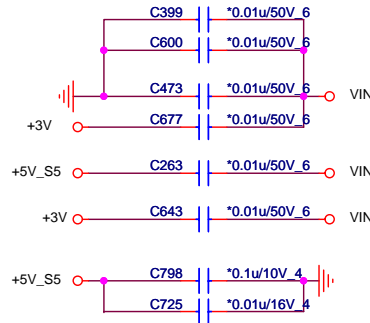 C399 *0.01u/50V_6
C600 *0.01u/50V_6
C473 *0.01u/50V_6 VIN
+3V C677 *0.01u/50V_6
+5V_S5 C263 *0.01u/50V_6 VIN
+3V C643 *0.01u/50V_6 VIN
+5V_S5 C798 *0.1u/10V_4
C725 *0.01u/16V_4